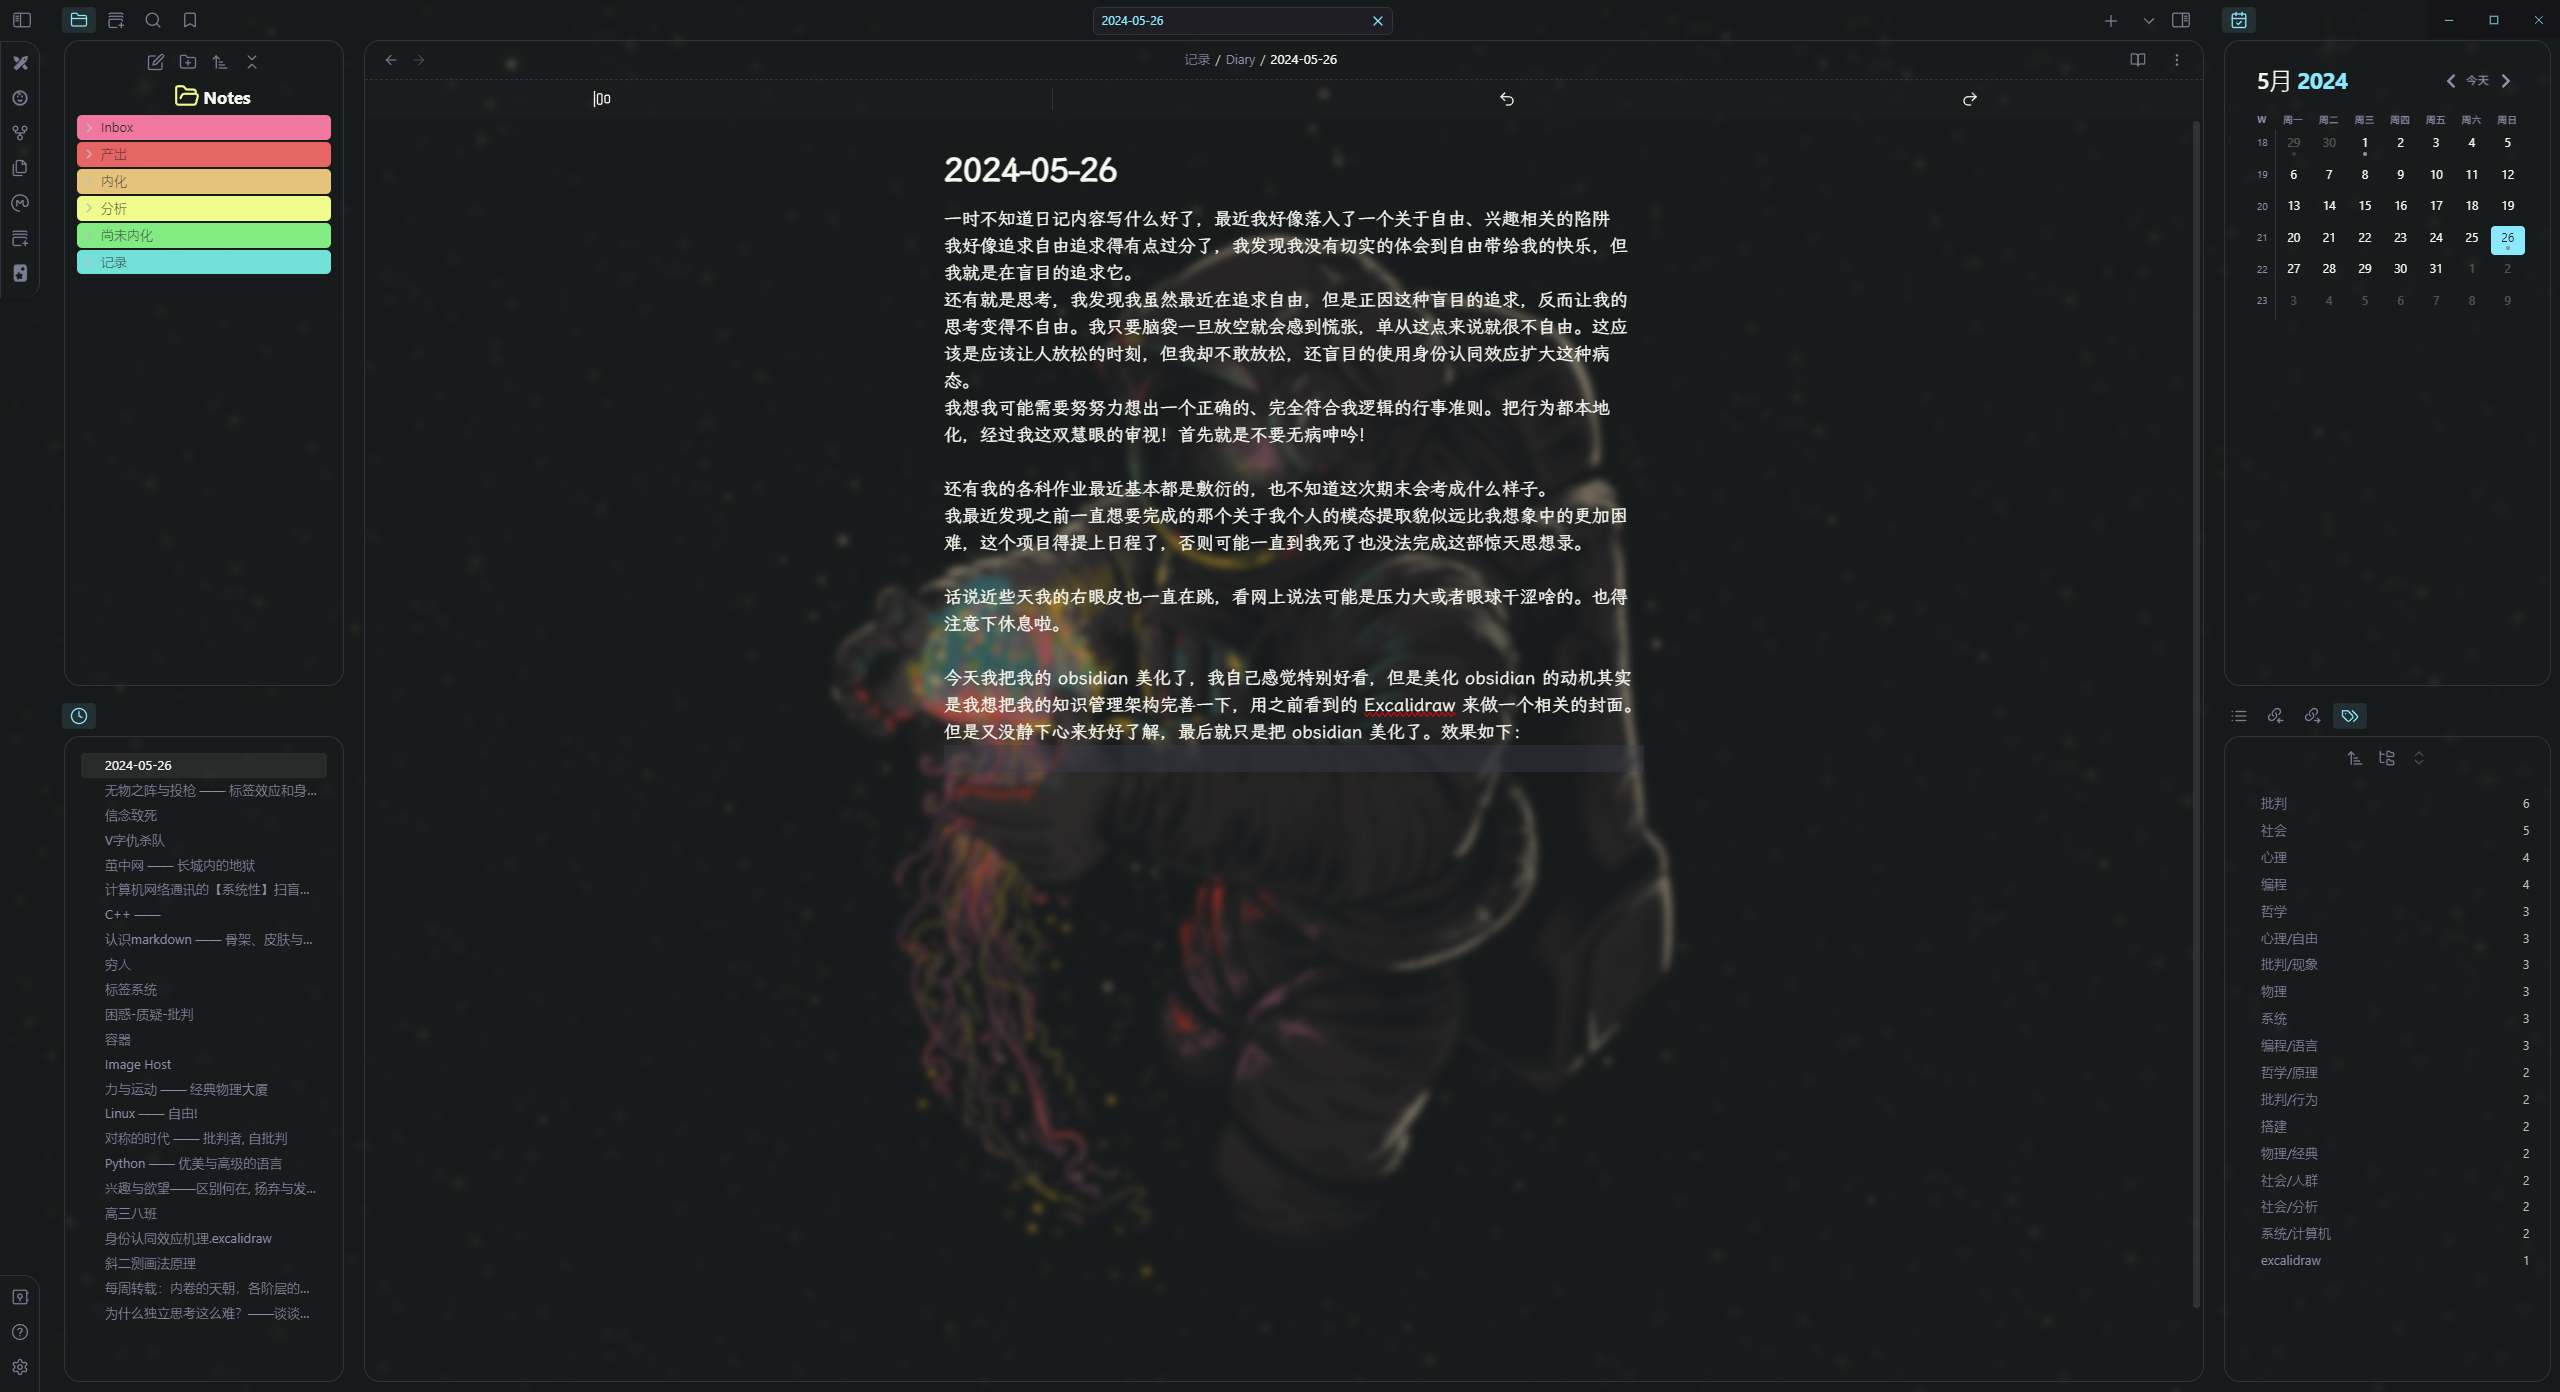 2024-05-26
记录 / Diary / 2024-05-26
Notes
Inbox
产出
内化
分析
尚未内化
记录
2024-05-26
一时不知道日记内容写什么好了，最近我好像落入了一个关于自由、兴趣相关的陷阱
我好像追求自由追求得有点过分了，我发现我没有切实的体会到自由带给我的快乐，但
我就是在盲目的追求它。
还有就是思考，我发现我虽然最近在追求自由，但是正因这种盲目的追求，反而让我的
思考变得不自由。我只要脑袋一旦放空就会感到慌张，单从这点来说就很不自由。这应
该是应该让人放松的时刻，但我却不敢放松，还盲目的使用身份认同效应扩大这种病
态。
我想我可能需要努努力想出一个正确的、完全符合我逻辑的行事准则。把行为都本地
化，经过我这双慧眼的审视！首先就是不要无病呻吟！
还有我的各科作业最近基本都是敷衍的，也不知道这次期末会考成什么样子。
我最近发现之前一直想要完成的那个关于我个人的模态提取貌似远比我想象中的更加困
难，这个项目得提上日程了，否则可能一直到我死了也没法完成这部惊天思想录。
话说近些天我的右眼皮也一直在跳，看网上说法可能是压力大或者眼球干涩啥的。也得
注意下休息啦。
今天我把我的 obsidian 美化了，我自己感觉特别好看，但是美化 obsidian 的动机其实
是我想把我的知识管理架构完善一下，用之前看到的 Excalidraw 来做一个相关的封面。
但是又没静下心来好好了解，最后就只是把 obsidian 美化了。效果如下：
2024-05-26
无物之阵与投枪 —— 标签效应和身...
信念致死
V字仇杀队
茧中网 —— 长城内的地狱
计算机网络通讯的【系统性】扫盲...
C++ ——
认识markdown —— 骨架、皮肤与...
穷人
标签系统
困惑-质疑-批判
容器
Image Host
力与运动 —— 经典物理大厦
Linux —— 自由!
对称的时代 —— 批判者, 自批判
Python —— 优美与高级的语言
兴趣与欲望——区别何在, 扬弃与发...
高三八班
身份认同效应机理.excalidraw
斜二测画法原理
每周转载：内卷的天朝，各阶层的...
为什么独立思考这么难？——谈谈...
5月 2024
今天
W 周一 周二 周三 周四 周五 周六 周日
18 29 30 1 2 3 4 5
19 6 7 8 9 10 11 12
20 13 14 15 16 17 18 19
21 20 21 22 23 24 25 26
22 27 28 29 30 31 1 2
23 3 4 5 6 7 8 9
批判 6
社会 5
心理 4
编程 4
哲学 3
心理/自由 3
批判/现象 3
物理 3
系统 3
编程/语言 3
哲学/原理 2
批判/行为 2
搭建 2
物理/经典 2
社会/人群 2
社会/分析 2
系统/计算机 2
excalidraw 1